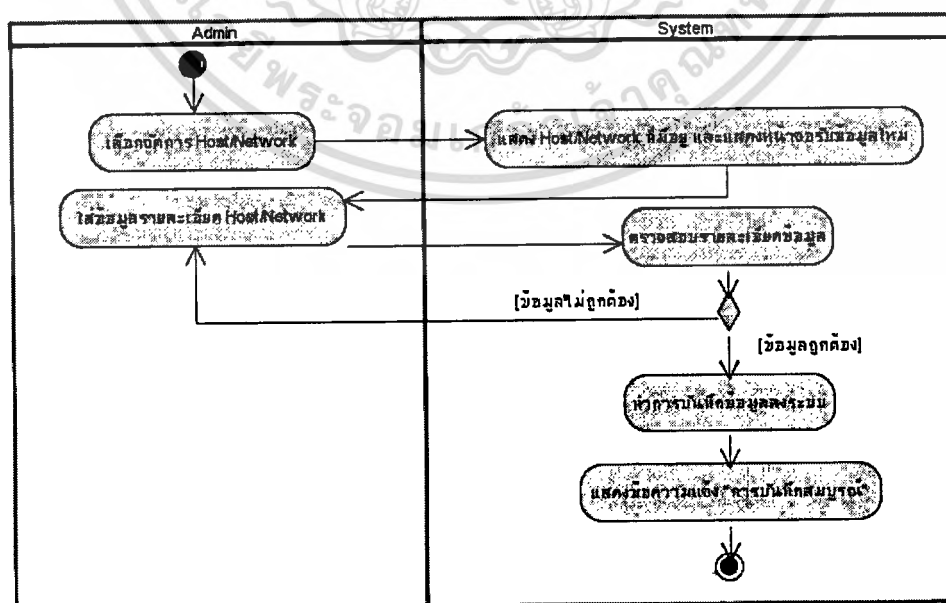 Admin
System
เลือกจัดการ Host/Network
แสดง Host/Network ที่มีอยู่ และแสดงหน้าจอรับข้อมูลใหม่
ใส่ข้อมูลรายละเอียด Host/Network
ตรวจสอบรายละเอียดข้อมูล
[ข้อมูลไม่ถูกต้อง]
[ข้อมูลถูกต้อง]
ทำการบันทึกข้อมูลลงระบบ
แสดงข้อความแจ้ง "การบันทึกสมบูรณ์"